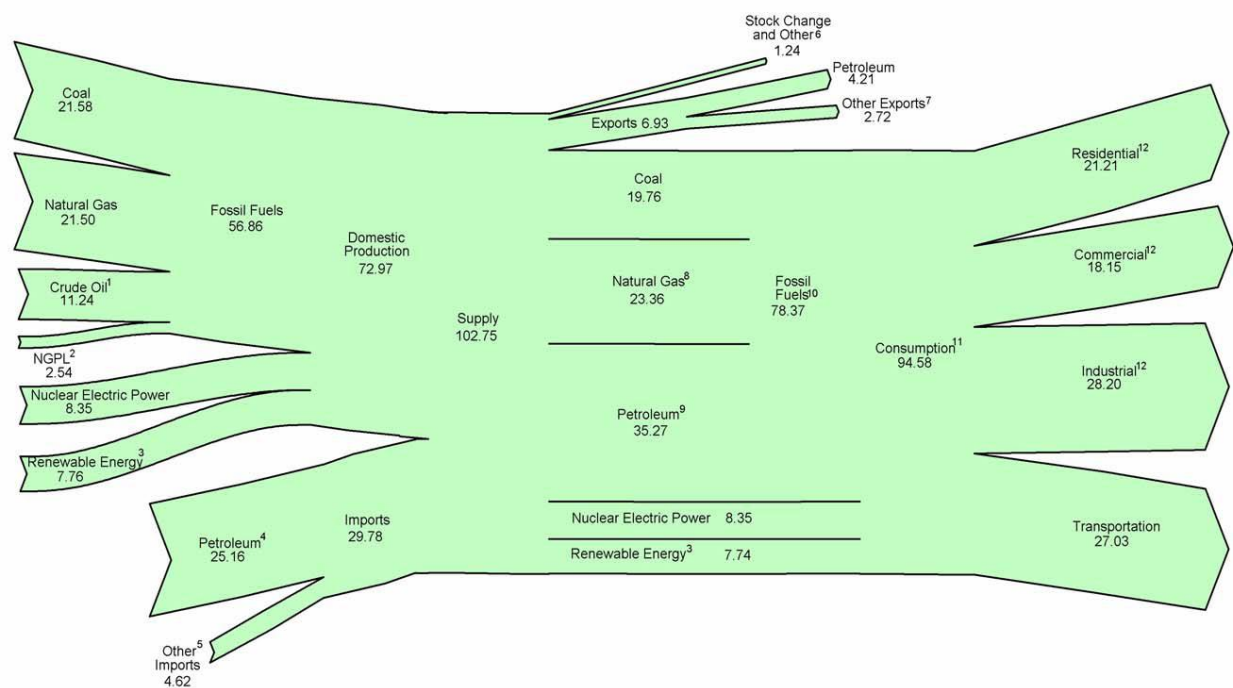 Stock Change
and Other6
1.24
Petroleum
4.21
Other Exports7
2.72
Exports 6.93
Coal
21.58
Natural Gas
21.50
Crude Oil1
11.24
NGPL2
2.54
Nuclear Electric Power
8.35
Renewable Energy3
7.76
Fossil Fuels
56.86
Domestic
Production
72.97
Petroleum4
25.16
Other5
Imports
4.62
Imports
29.78
Supply
102.75
Coal
19.76
Natural Gas8
23.36
Petroleum9
35.27
Nuclear Electric Power 8.35
Renewable Energy3 7.74
Fossil
Fuels10
78.37
Consumption11
94.58
Residential12
21.21
Commercial12
18.15
Industrial12
28.20
Transportation
27.03